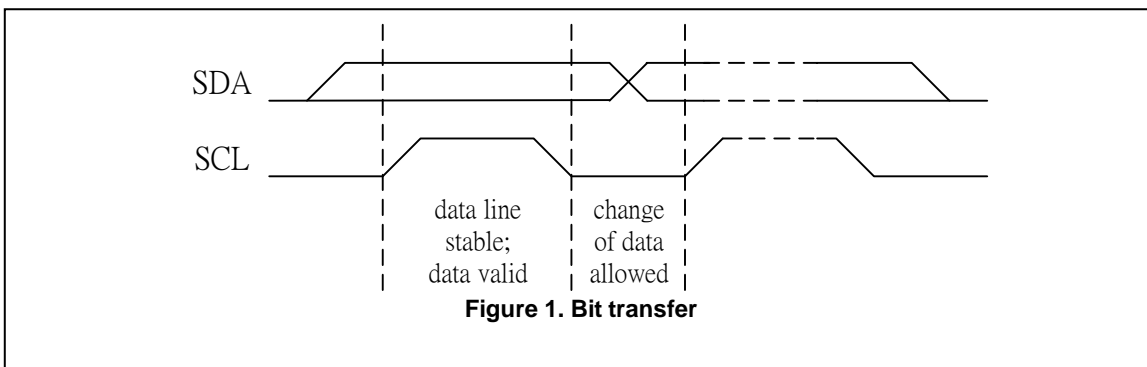 SDA
SCL
data line
stable;
data valid
change
of data
allowed
Figure 1. Bit transfer